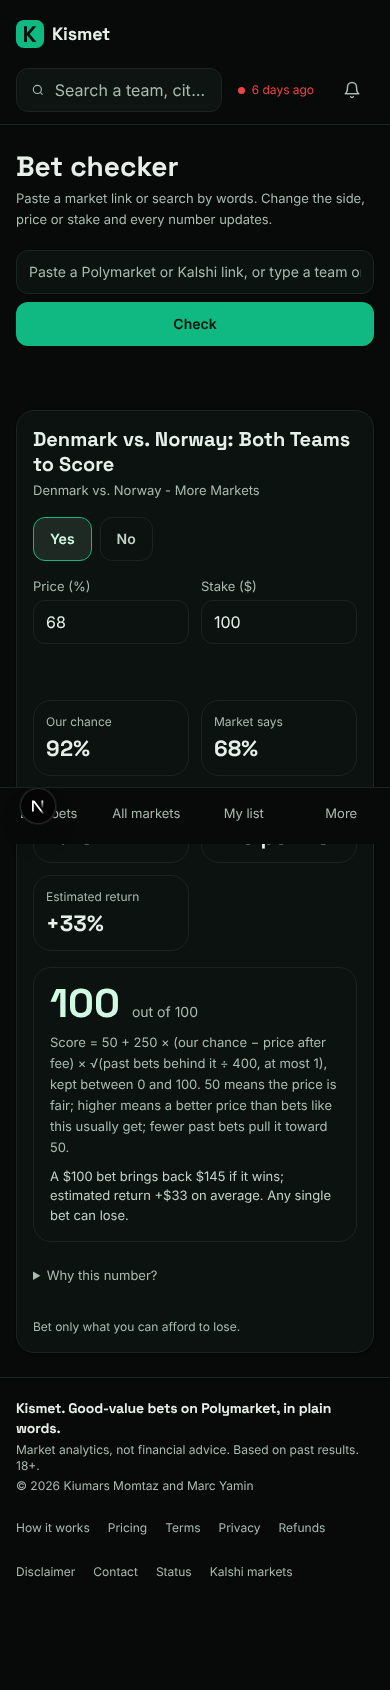 Kismet
Search a team, cit...
6 days ago
Bet checker
Paste a market link or search by words. Change the side,
price or stake and every number updates.
Paste a Polymarket or Kalshi link, or type a team o
Check
Denmark vs. Norway: Both Teams
to Score
Denmark vs. Norway - More Markets
Yes
No
Price (%)
Stake ($)
68
100
Our chance
Market says
92%
68%
bets
All markets
My list
More
Estimated return
+33%
100 out of 100
Score = 50 + 250 × (our chance − price after
fee) × √(past bets behind it ÷ 400, at most 1),
kept between 0 and 100. 50 means the price is
fair; higher means a better price than bets like
this usually get; fewer past bets pull it toward
50.
A $100 bet brings back $145 if it wins;
estimated return +$33 on average. Any single
bet can lose.
Why this number?
Bet only what you can afford to lose.
Kismet. Good-value bets on Polymarket, in plain
words.
Market analytics, not financial advice. Based on past results.
18+.
© 2026 Kiumars Momtaz and Marc Yamin
How it works
Pricing
Terms
Privacy
Refunds
Disclaimer
Contact
Status
Kalshi markets